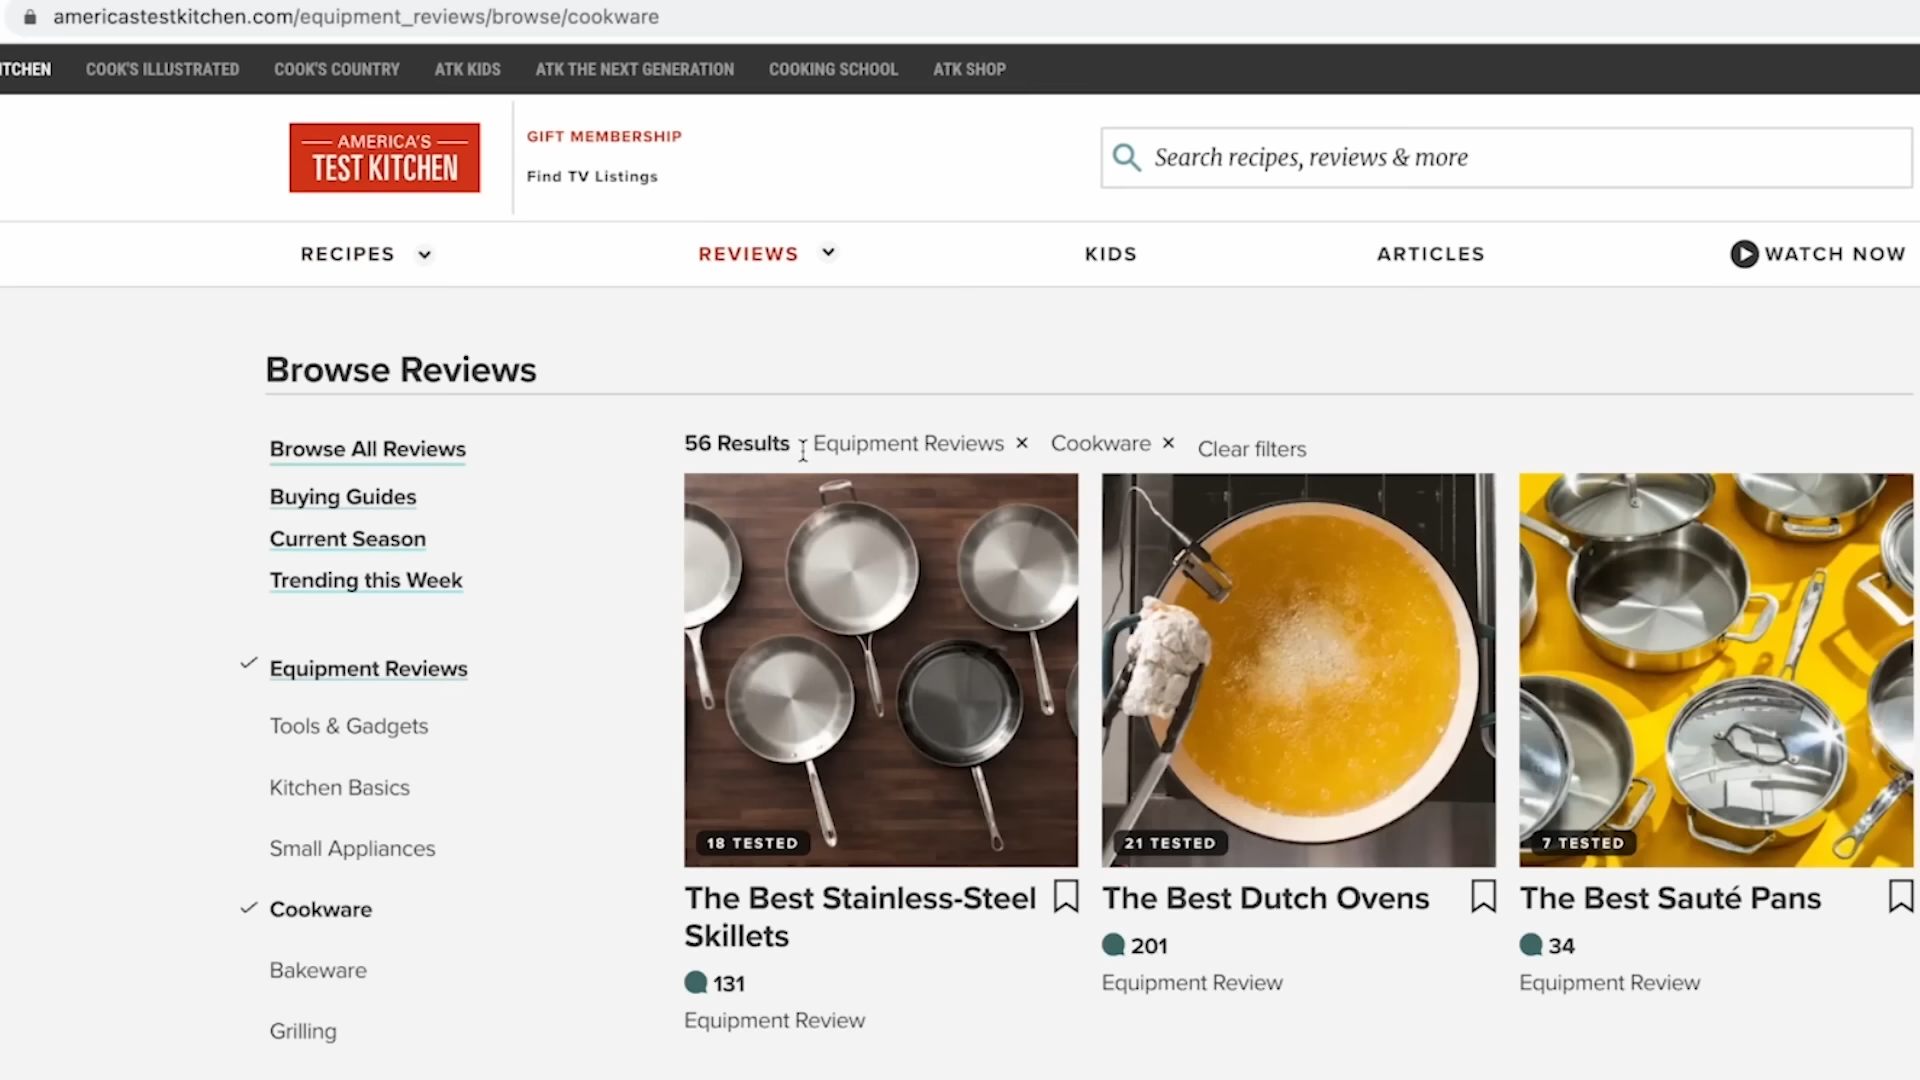 americastestkitchen.com/equipment_reviews/browse/cookware
ITCHEN COOK'S ILLUSTRATED COOK'S COUNTRY ATK KIDS ATK THE NEXT GENERATION COOKING SCHOOL ATK SHOP
AMERICA'S
TEST KITCHEN
GIFT MEMBERSHIP
Find TV Listings
Search recipes, reviews & more
RECIPES REVIEWS KIDS ARTICLES WATCH NOW
Browse Reviews
Browse All Reviews
Buying Guides
Current Season
Trending this Week
Equipment Reviews
Tools & Gadgets
Kitchen Basics
Small Appliances
Cookware
Bakeware
Grilling
56 Results Equipment Reviews × Cookware × Clear filters
18 TESTED
The Best Stainless-Steel
Skillets
131
Equipment Review
21 TESTED
The Best Dutch Ovens
201
Equipment Review
7 TESTED
The Best Sauté Pans
34
Equipment Review